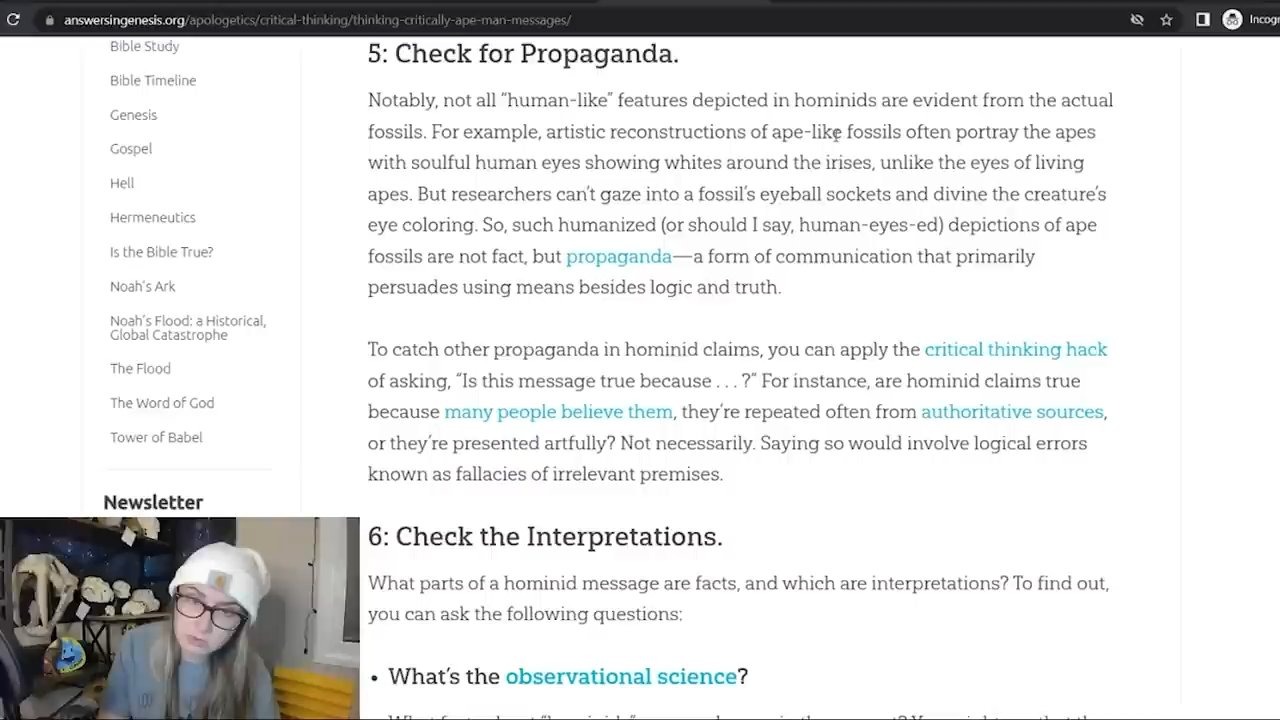 answersingenesis.org/apologetics/critical-thinking/thinking-critically-ape-man-messages/
Incog
Bible Study
Bible Timeline
Genesis
Gospel
Hell
Hermeneutics
Is the Bible True?
Noah's Ark
Noah's Flood: a Historical,
Global Catastrophe
The Flood
The Word of God
Tower of Babel
Newsletter
5: Check for Propaganda.
Notably, not all “human-like” features depicted in hominids are evident from the actual
fossils. For example, artistic reconstructions of ape-like fossils often portray the apes
with soulful human eyes showing whites around the irises, unlike the eyes of living
apes. But researchers can’t gaze into a fossil’s eyeball sockets and divine the creature’s
eye coloring. So, such humanized (or should I say, human-eyes-ed) depictions of ape
fossils are not fact, but propaganda—a form of communication that primarily
persuades using means besides logic and truth.
To catch other propaganda in hominid claims, you can apply the critical thinking hack
of asking, “Is this message true because . . . ?” For instance, are hominid claims true
because many people believe them, they’re repeated often from authoritative sources,
or they’re presented artfully? Not necessarily. Saying so would involve logical errors
known as fallacies of irrelevant premises.
6: Check the Interpretations.
What parts of a hominid message are facts, and which are interpretations? To find out,
you can ask the following questions:
• What’s the observational science?